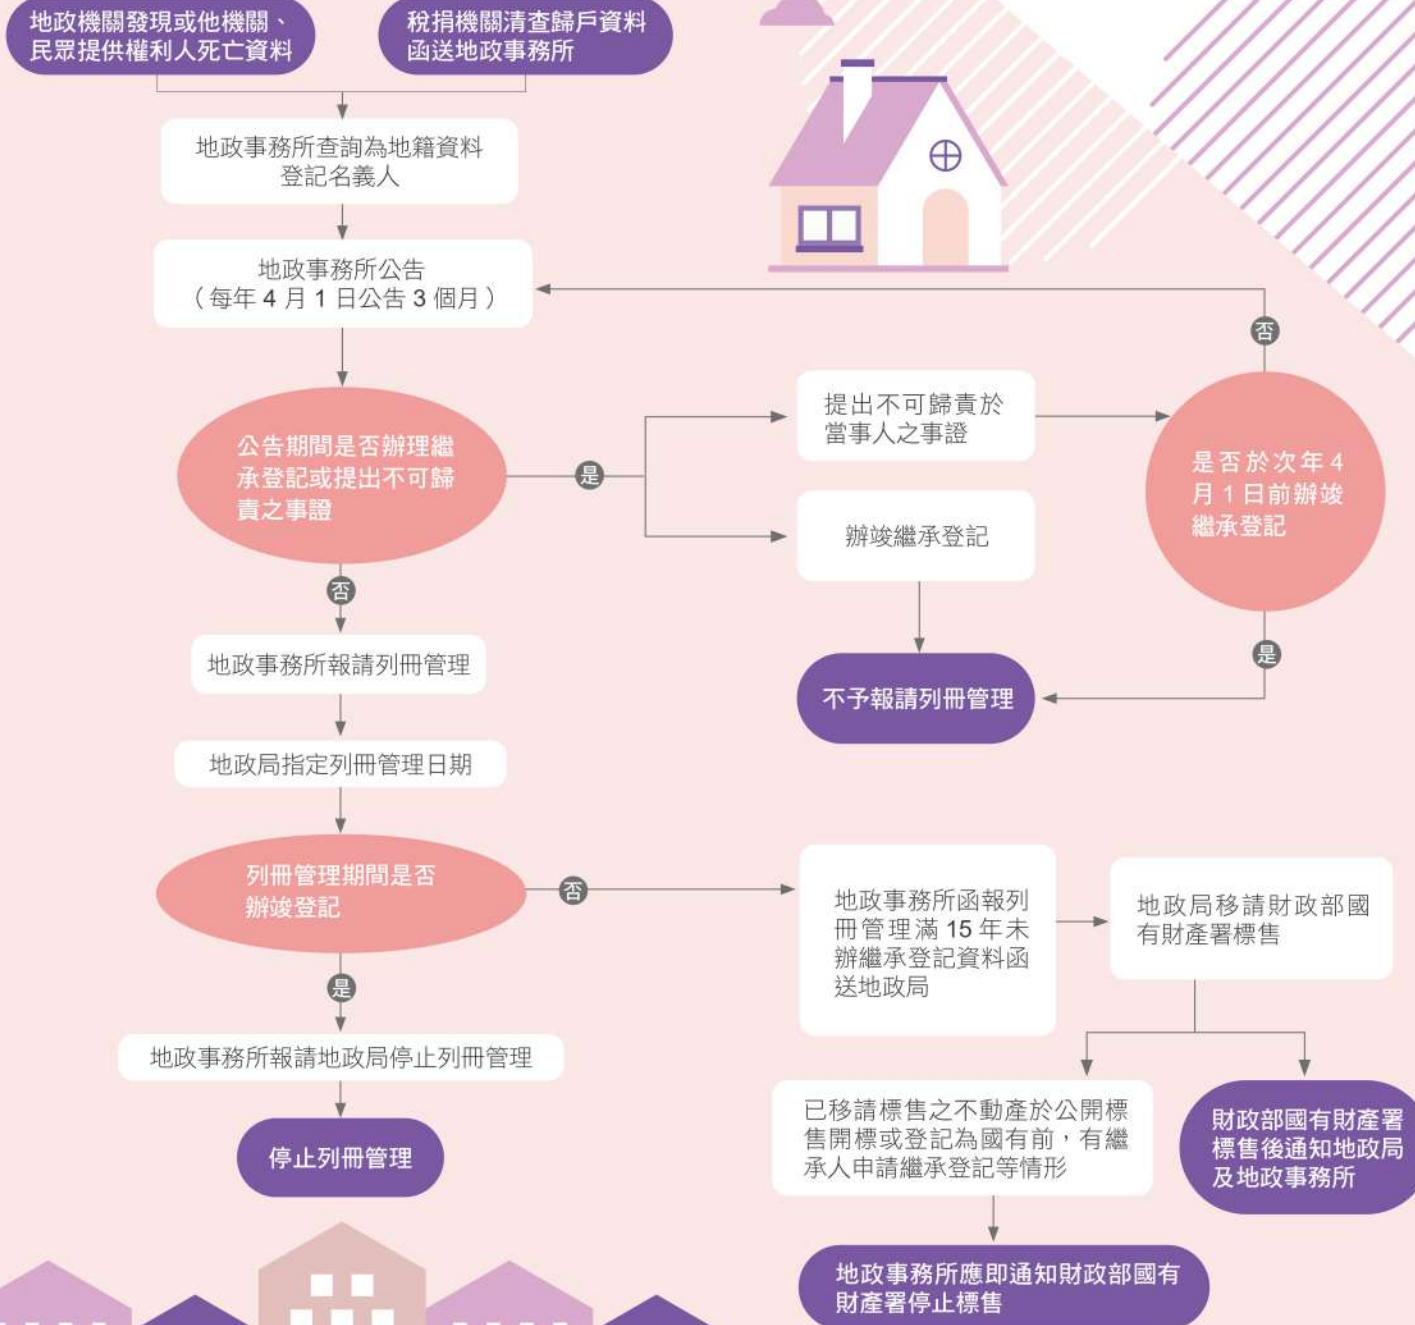 地政機關發現或他機關、
民眾提供權利人死亡資料
稅捐機關清查歸戶資料
函送地政事務所
地政事務所查詢為地籍資料
登記名義人
地政事務所公告
（每年 4 月 1 日公告 3 個月）
否
公告期間是否辦理繼
承登記或提出不可歸
責之事證
是
提出不可歸責於
當事人之事證
是否於次年 4
月 1 日前辦竣
繼承登記
辦竣繼承登記
否
是
地政事務所報請列冊管理
不予報請列冊管理
地政局指定列冊管理日期
列冊管理期間是否
辦竣登記
否
地政事務所函報列
冊管理滿 15 年未
辦繼承登記資料函
送地政局
地政局移請財政部國
有財產署標售
是
地政事務所報請地政局停止列冊管理
停止列冊管理
已移請標售之不動產於公開標
售開標或登記為國有前，有繼
承人申請繼承登記等情形
財政部國有財產署
標售後通知地政局
及地政事務所
地政事務所應即通知財政部國有
財產署停止標售